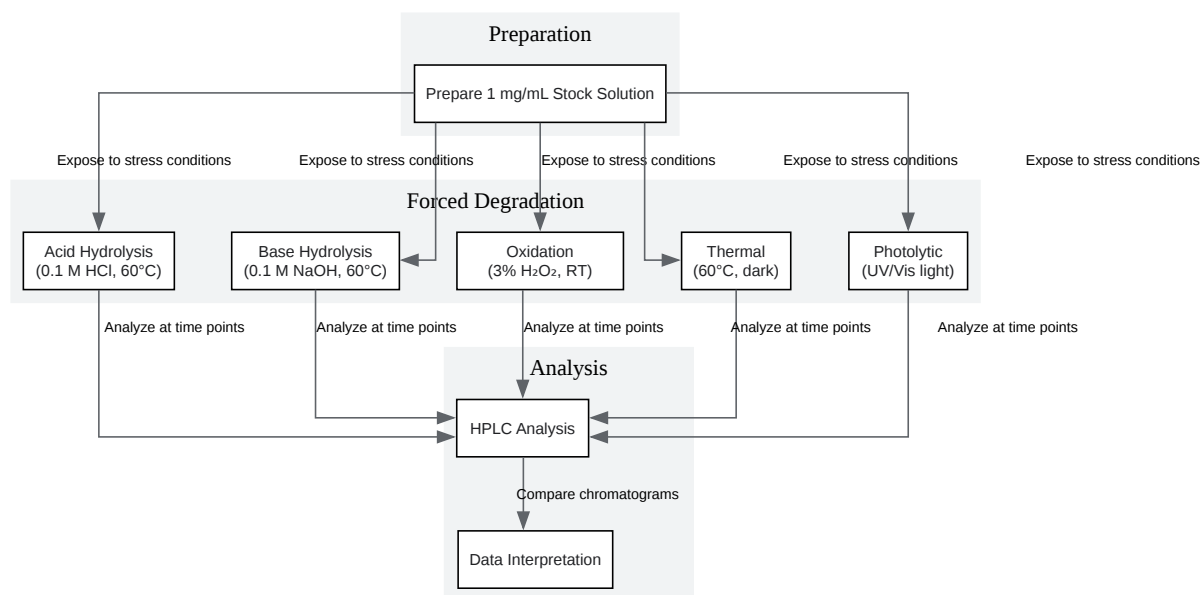 Preparation
Prepare 1 mg/mL Stock Solution
Expose to stress conditions
Expose to stress conditions
Expose to stress conditions
Expose to stress conditions
Expose to stress conditions
Forced Degradation
Acid Hydrolysis
(0.1 M HCl, 60°C)
Base Hydrolysis
(0.1 M NaOH, 60°C)
Oxidation
(3% H₂O₂, RT)
Thermal
(60°C, dark)
Photolytic
(UV/Vis light)
Analyze at time points
Analyze at time points
Analyze at time points
Analyze at time points
Analyze at time points
Analysis
HPLC Analysis
Compare chromatograms
Data Interpretation